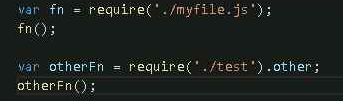 var fn = require('./myfile.js');
fn();
var otherFn = require('./test').other;
otherFn();